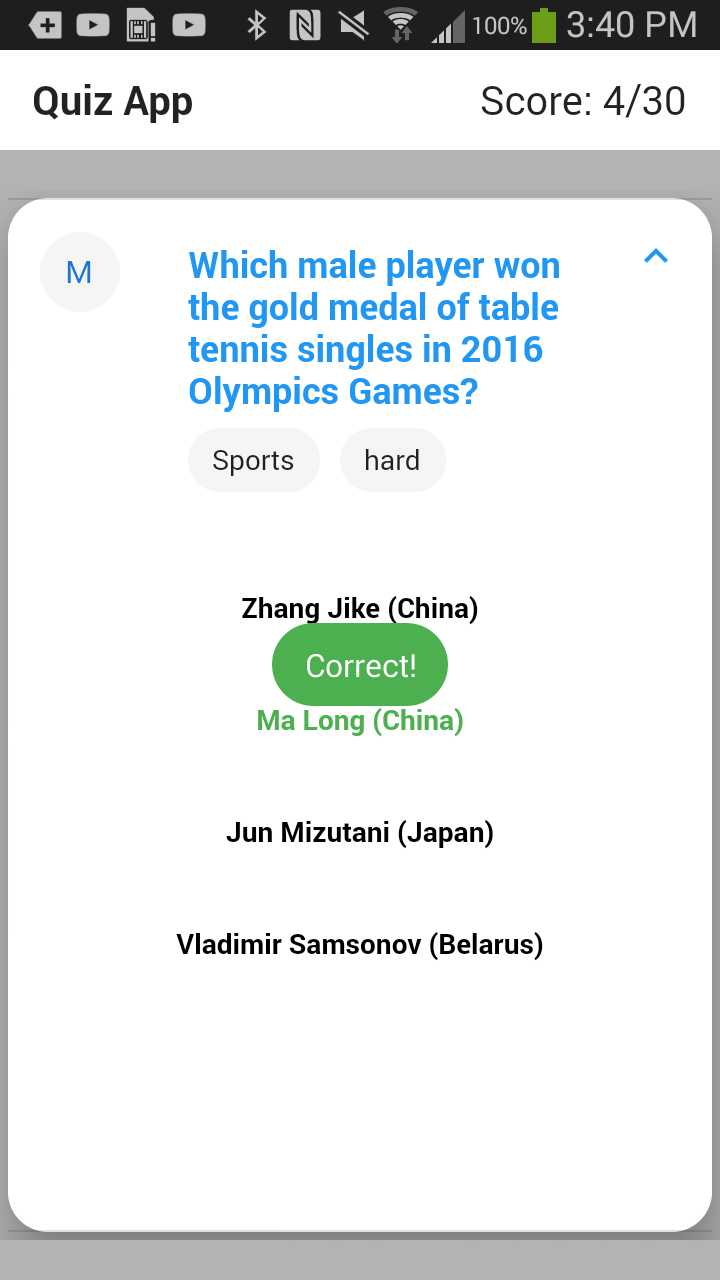 100% 3:40 PM
Quiz App Score: 4/30
M
Which male player won
the gold medal of table
tennis singles in 2016
Olympics Games?
Sports hard
Zhang Jike (China)
Correct!
Ma Long (China)
Jun Mizutani (Japan)
Vladimir Samsonov (Belarus)